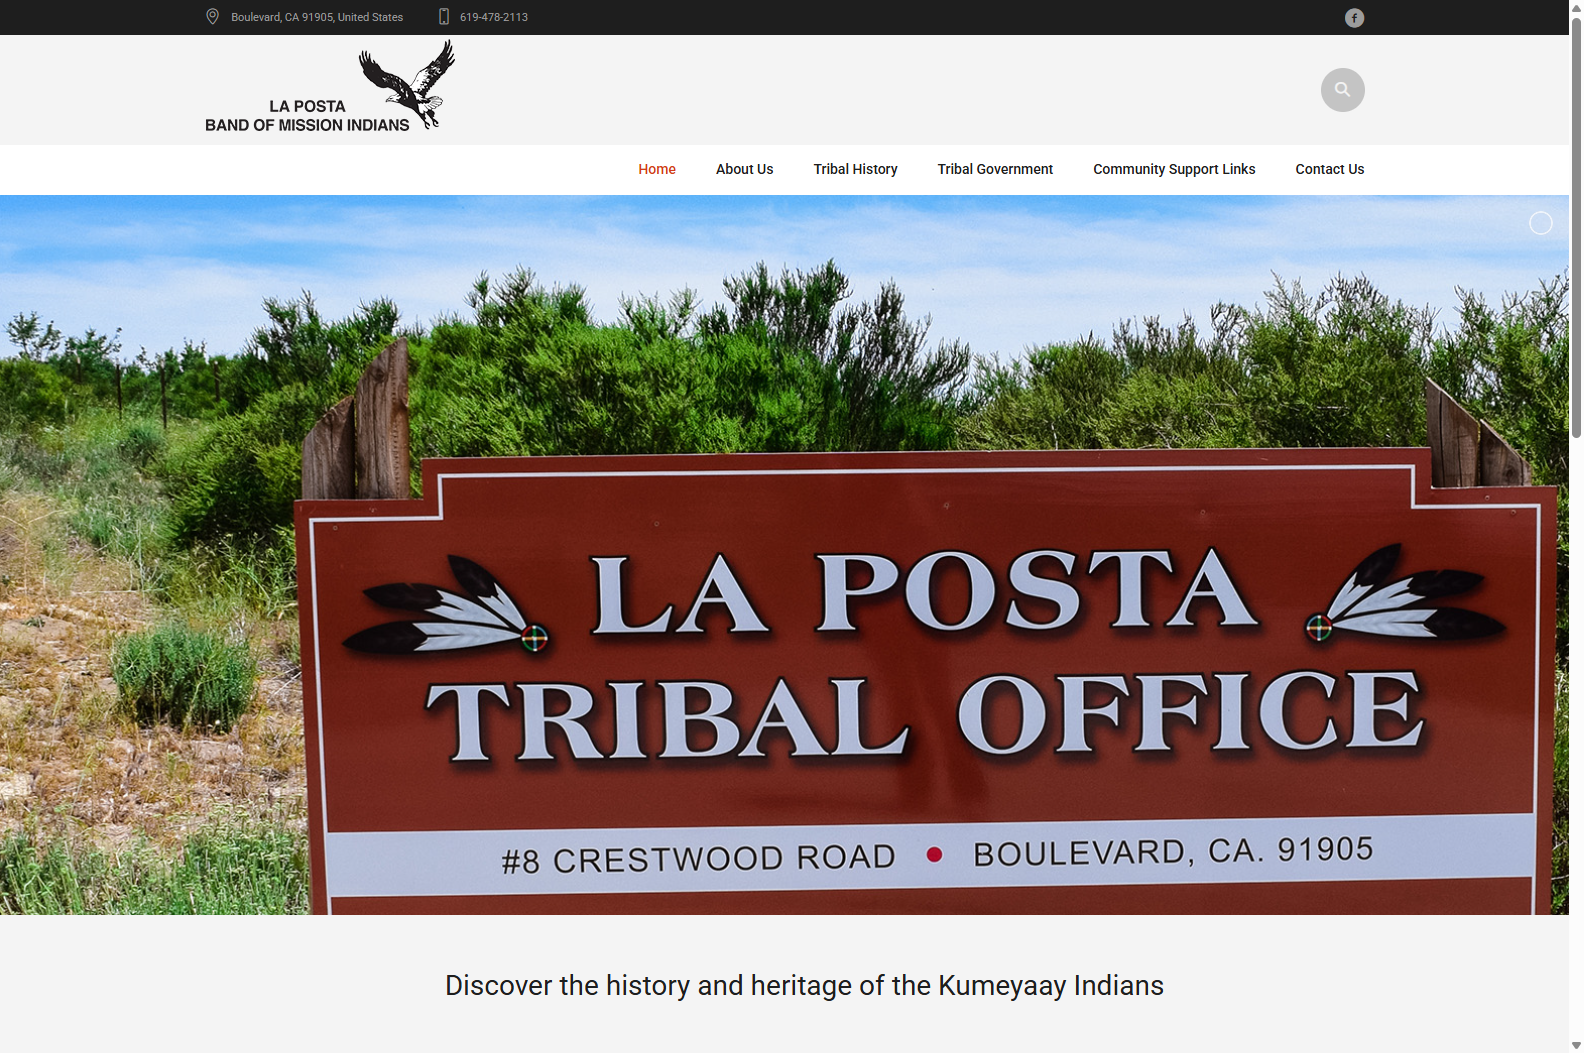 Boulevard, CA 91905, United States
619-478-2113
f
LA POSTA
BAND OF MISSION INDIANS
Home
About Us
Tribal History
Tribal Government
Community Support Links
Contact Us
LA POSTA
TRIBAL OFFICE
#8 CRESTWOOD ROAD • BOULEVARD, CA. 91905
Discover the history and heritage of the Kumeyaay Indians